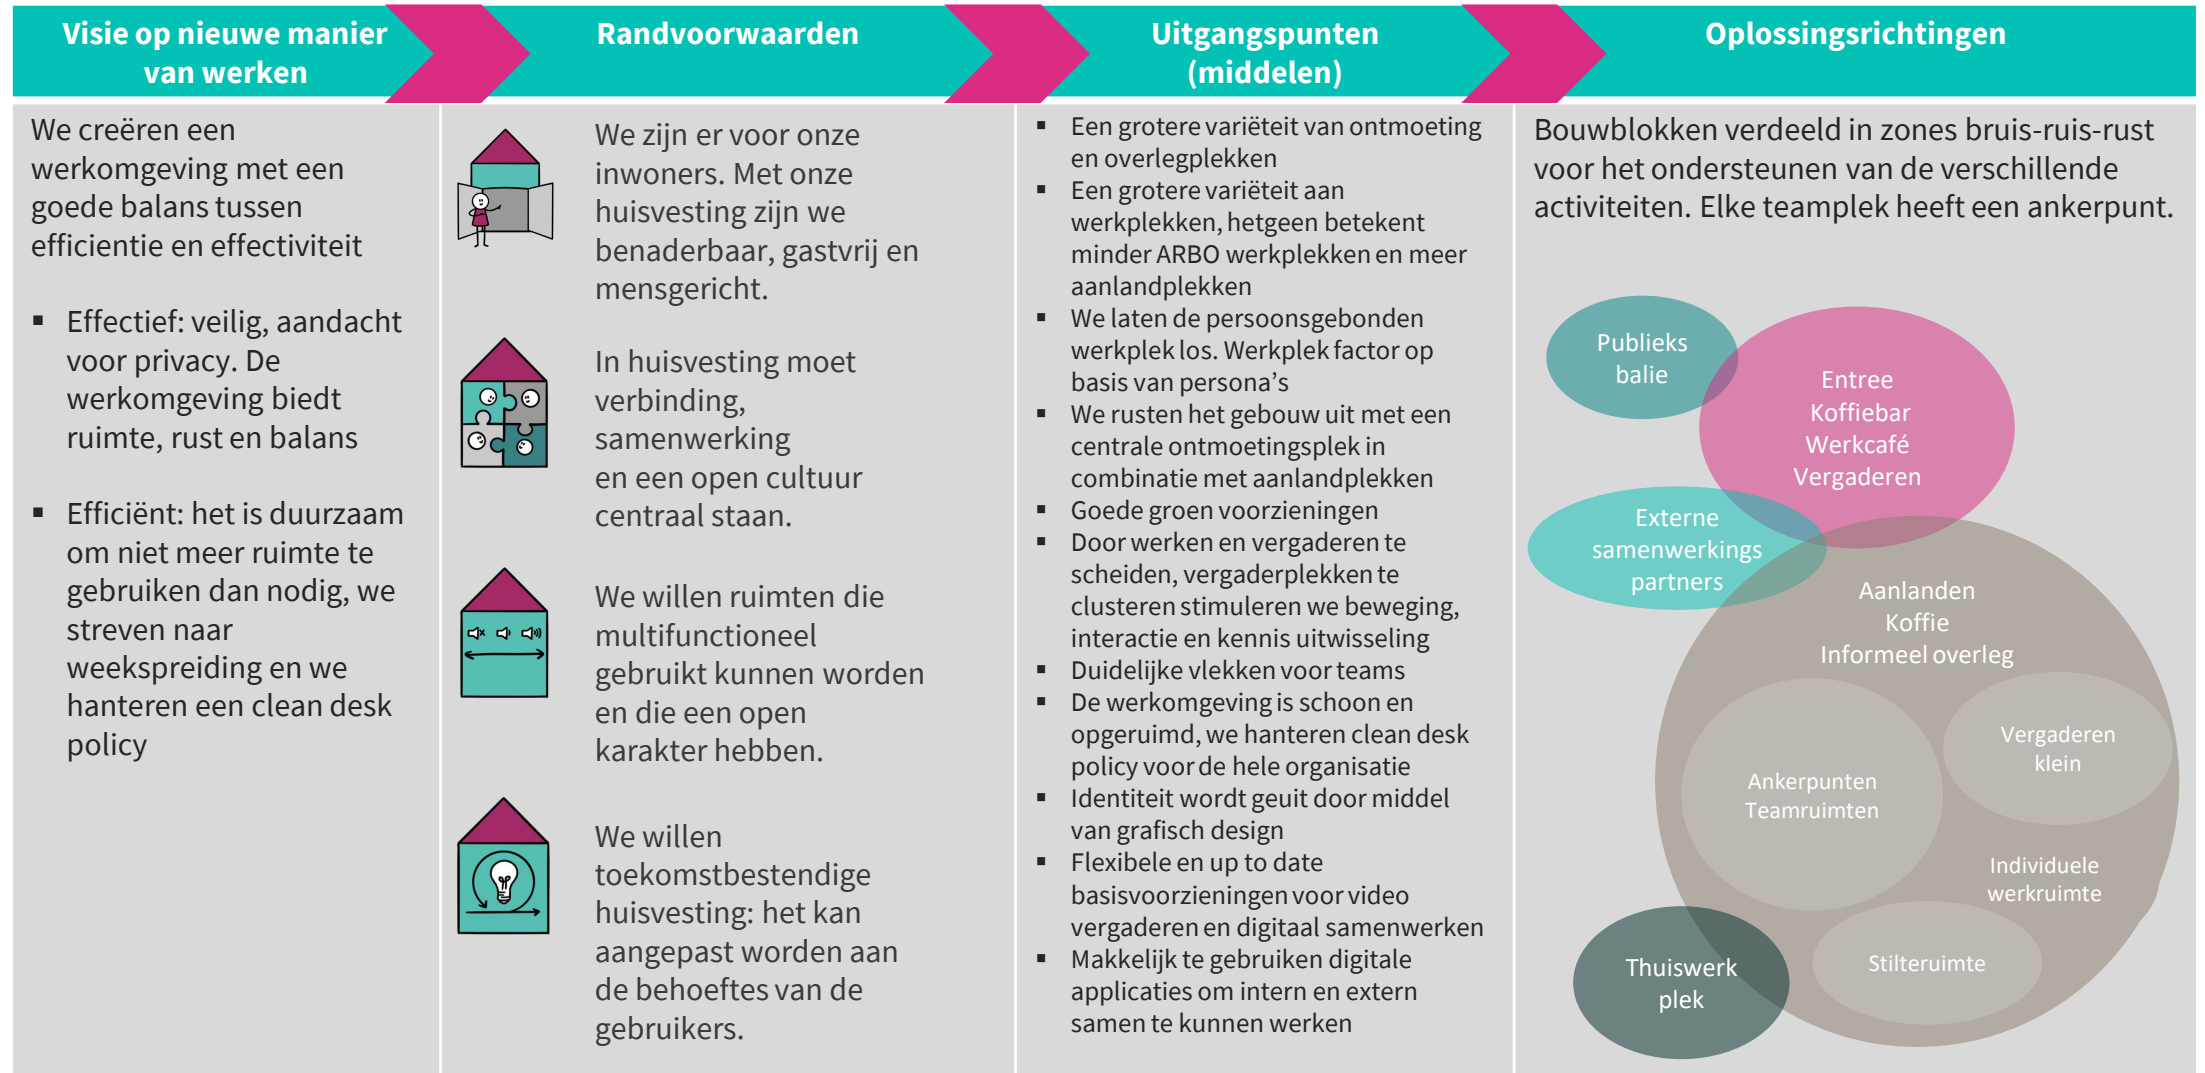 Visie op nieuwe manier
van werken
Randvoorwaarden
Uitgangspunten
(middelen)
Oplossingsrichtingen
We creëren een
werkomgeving met een
goede balans tussen
efficientie en effectiviteit
▪ Effectief: veilig, aandacht
voor privacy. De
werkomgeving biedt
ruimte, rust en balans
▪ Efficiënt: het is duurzaam
om niet meer ruimte te
gebruiken dan nodig, we
streven naar
weekspreiding en we
hanteren een clean desk
policy
We zijn er voor onze
inwoners. Met onze
huisvesting zijn we
benaderbaar, gastvrij en
mensgericht.
In huisvesting moet
verbinding,
samenwerking
en een open cultuur
centraal staan.
We willen ruimten die
multifunctioneel
gebruikt kunnen worden
en die een open
karakter hebben.
We willen
toekomstbestendige
huisvesting: het kan
aangepast worden aan
de behoeftes van de
gebruikers.
▪ Een grotere variëteit van ontmoeting
en overlegplekken
▪ Een grotere variëteit aan
werkplekken, hetgeen betekent
minder ARBO werkplekken en meer
aanlandplekken
▪ We laten de persoonsgebonden
werkplek los. Werkplek factor op
basis van persona's
▪ We rusten het gebouw uit met een
centrale ontmoetingsplek in
combinatie met aanlandplekken
▪ Goede groen voorzieningen
▪ Door werken en vergaderen te
scheiden, vergaderplekken te
clusteren stimuleren we beweging,
interactie en kennis uitwisseling
▪ Duidelijke vlekken voor teams
▪ De werkomgeving is schoon en
opgeruimd, we hanteren clean desk
policy voor de hele organisatie
▪ Identiteit wordt geuit door middel
van grafisch design
▪ Flexibele en up to date
basisvoorzieningen voor video
vergaderen en digitaal samenwerken
▪ Makkelijk te gebruiken digitale
applicaties om intern en extern
samen te kunnen werken
Bouwblokken verdeeld in zones bruis-ruis-rust
voor het ondersteunen van de verschillende
activiteiten. Elke teamplek heeft een ankerpunt.
Publieks
balie
Entree
Koffiebar
Werkcafé
Vergaderen
Externe
samenwerkings
partners
Aanlanden
Koffie
Informeel overleg
Vergaderen
klein
Ankerpunten
Teamruimten
Individuele
werkruimte
Stilteruimte
Thuiswerk
plek